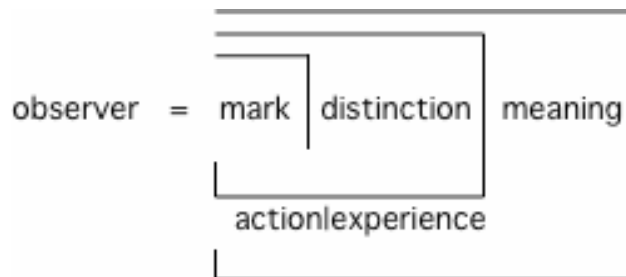 observer = mark distinction meaning
action|experience